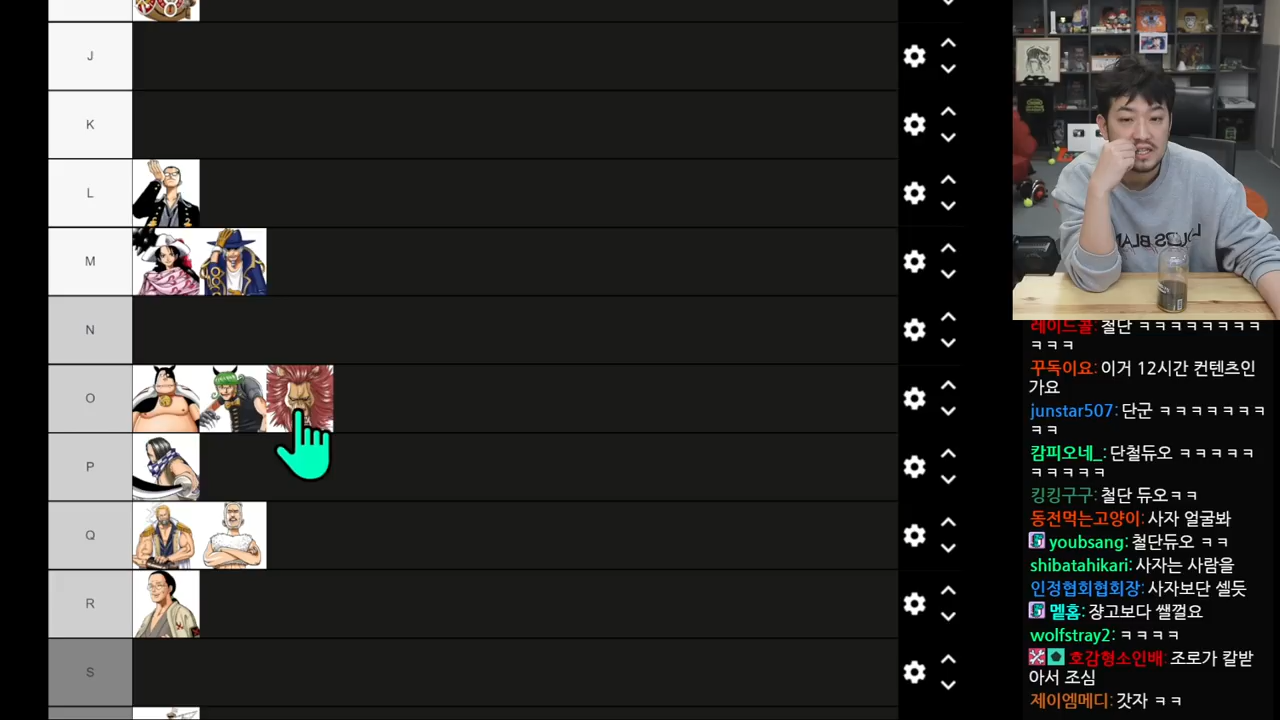 J
K
L
M
N
O
P
Q
R
S
레이드콜: 철단 ㅋㅋㅋㅋㅋㅋㅋㅋ
ㅋㅋㅋ
꾸독이요: 이거 12시간 컨텐츠인
가요
junstar507: 단군 ㅋㅋㅋㅋㅋㅋㅋ
ㅋㅋ
캄피오네_: 단철듀오 ㅋㅋㅋㅋㅋ
ㅋㅋㅋㅋㅋ
킹킹구구: 철단 듀오ㅋㅋ
동전먹는고양이: 사자 얼굴봐
youbsang: 철단듀오 ㅋㅋ
shibatahikari: 사자는 사람을
인정협회협회장: 사자보단 셀듯
멭홈: 쟝고보다 쌜껄요
wolfstray2: ㅋㅋㅋㅋ
호감형소인배: 조로가 칼받
아서 조심
제이엠메디: 갓자 ㅋㅋ